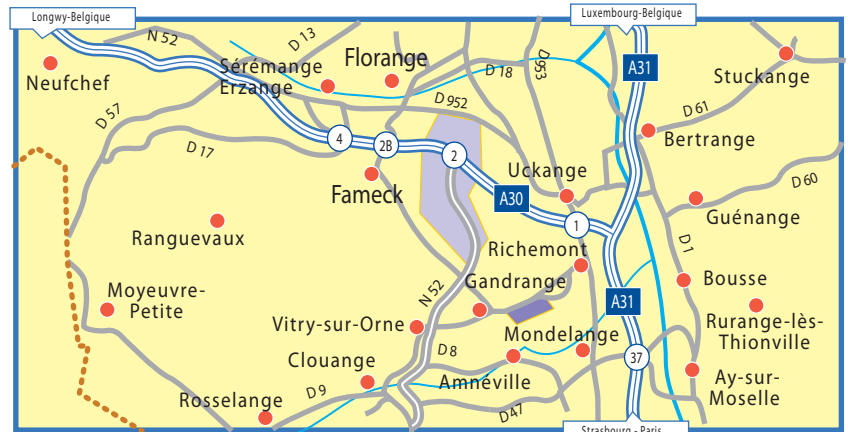 Longwy-Belgique
Luxembourg-Belgique
N 52
D 13
Florange
Sérémange
Erzange
Neufchef
D 18
D 953
A31
Stuckange
D 57
D 952
D 61
Bertrange
4
2B
2
D 17
Uckange
Fameck
A30
D 60
Guénange
Ranguevaux
1
Richemont
D 1
Gandrange
Bousse
Moyeuvre-
Petite
N 52
A31
Rurange-lès-
Thionville
Vitry-sur-Orne
Mondelange
D 8
37
Clouange
Amnéville
Ay-sur-
Moselle
Rosselange
D 9
D47
Strasbourg - Paris